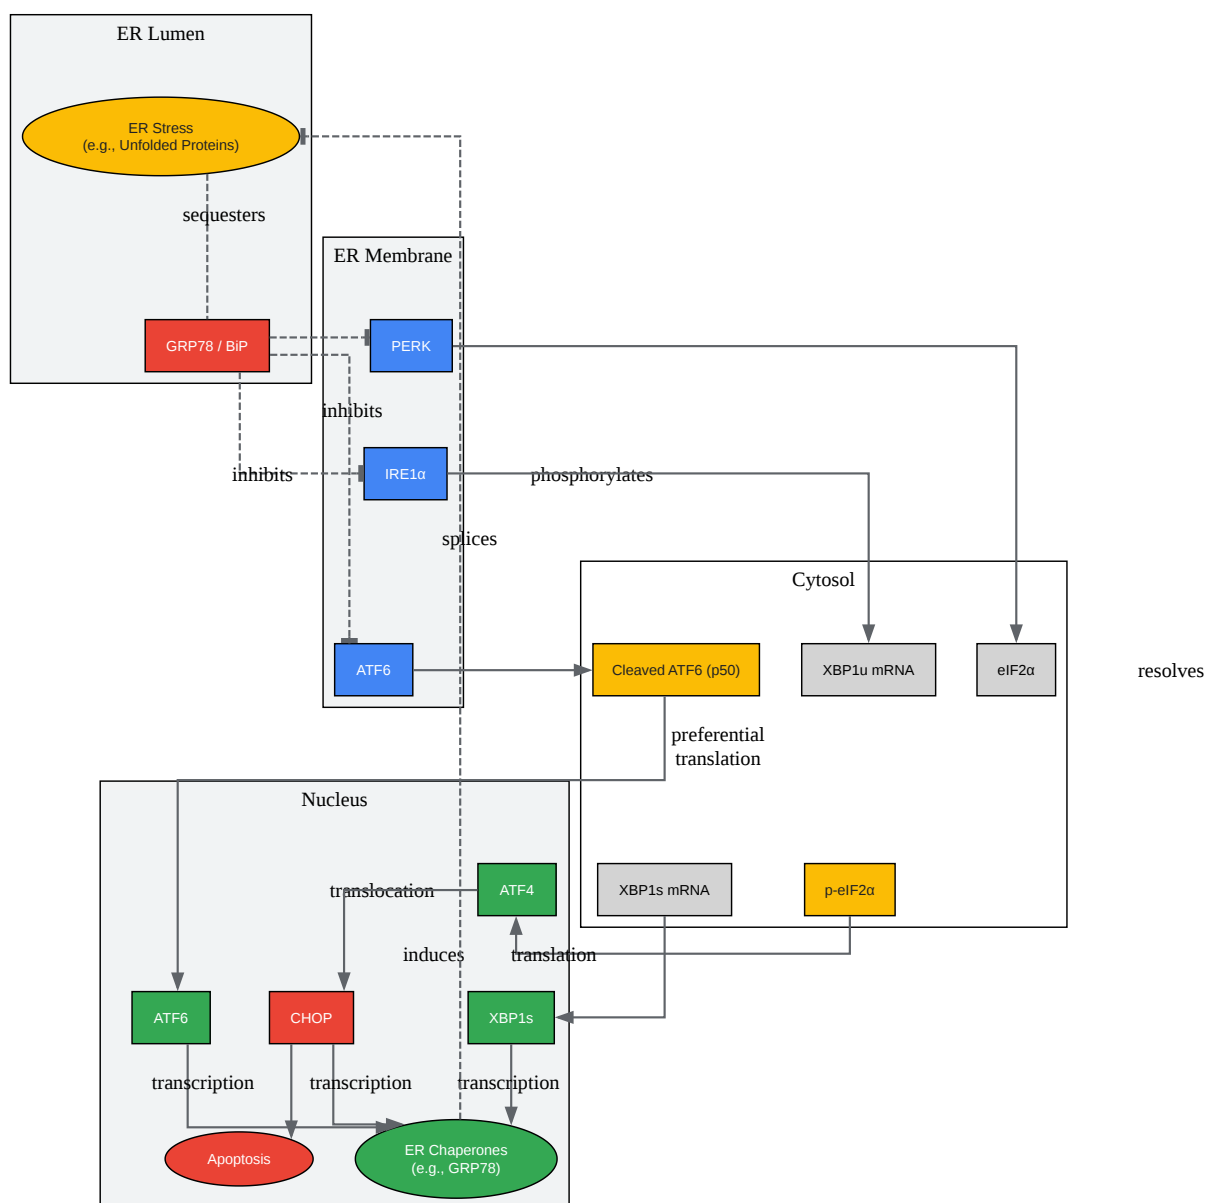 ER Lumen
ER Stress
(e.g., Unfolded Proteins)
sequesters
ER Membrane
GRP78 / BiP
PERK
inhibits
inhibits
IRE1α
phosphorylates
splices
Cytosol
ATF6
Cleaved ATF6 (p50)
XBP1u mRNA
eIF2α
resolves
preferential
translation
Nucleus
translocation
ATF4
XBP1s mRNA
p-eIF2α
induces
translation
ATF6
CHOP
XBP1s
transcription
transcription
transcription
Apoptosis
ER Chaperones
(e.g., GRP78)